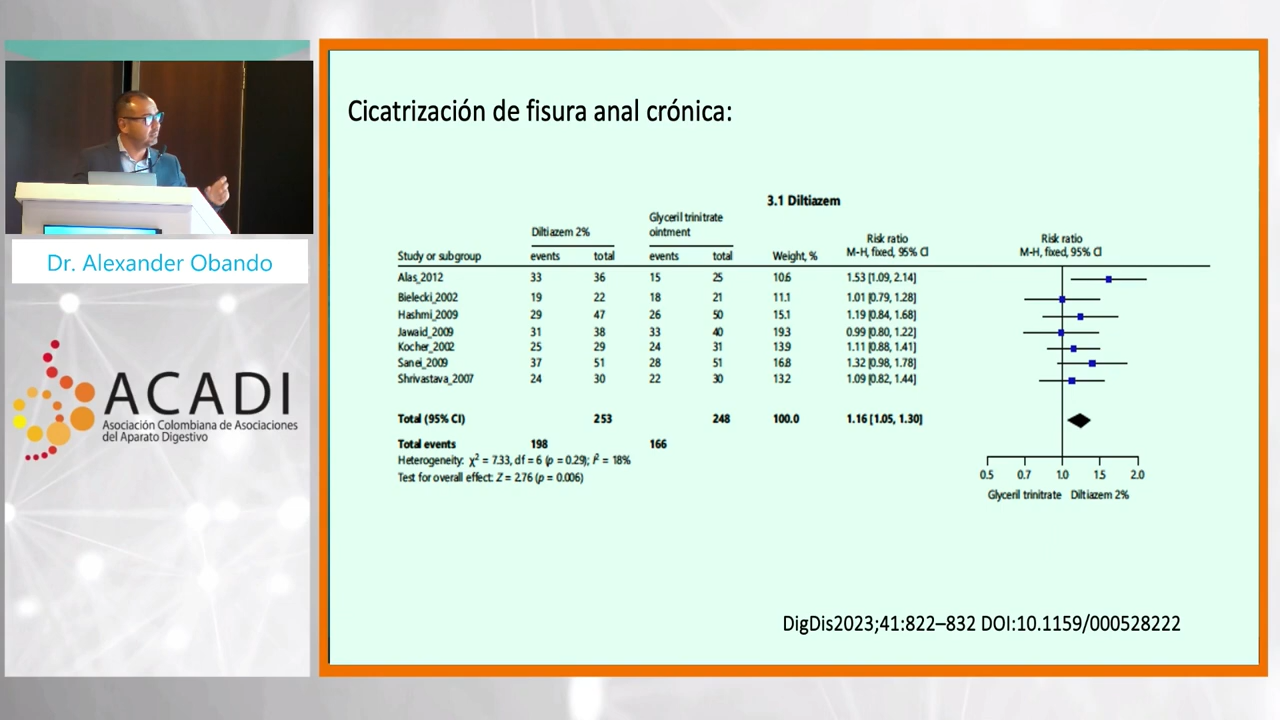 Cicatrización de fisura anal crónica:
3.1 Diltiazem
Diltiazem 2%
Glyceril trinitrate
ointment
Risk ratio
M-H, fixed, 95% CI
Risk ratio
M-H, fixed, 95% CI
Study or subgroup events total events total Weight, %
Alas_2012 33 36 15 25 10.6 1.53 [1.09, 2.14]
Bielecki_2002 19 22 18 21 11.1 1.01 [0.79, 1.28]
Hashmi_2009 29 47 26 50 15.1 1.19 [0.84, 1.68]
Jawaid_2009 31 38 33 40 19.3 0.99 [0.80, 1.22]
Kocher_2002 25 29 24 31 13.9 1.11 [0.88, 1.41]
Sanei_2009 37 51 28 51 16.8 1.32 [0.98, 1.78]
Shrivastava_2007 24 30 22 30 13.2 1.09 [0.82, 1.44]
Total (95% CI) 253 248 100.0 1.16 [1.05, 1.30]
Total events 198 166
Heterogeneity: χ² = 7.33, df = 6 (p = 0.29); I² = 18%
Test for overall effect: Z = 2.76 (p = 0.006)
0.5 0.7 1.0 1.5 2.0
Glyceril trinitrate Diltiazem 2%
DigDis2023;41:822–832 DOI:10.1159/000528222
Dr. Alexander Obando
ACADI
Asociación Colombiana de Asociaciones
del Aparato Digestivo